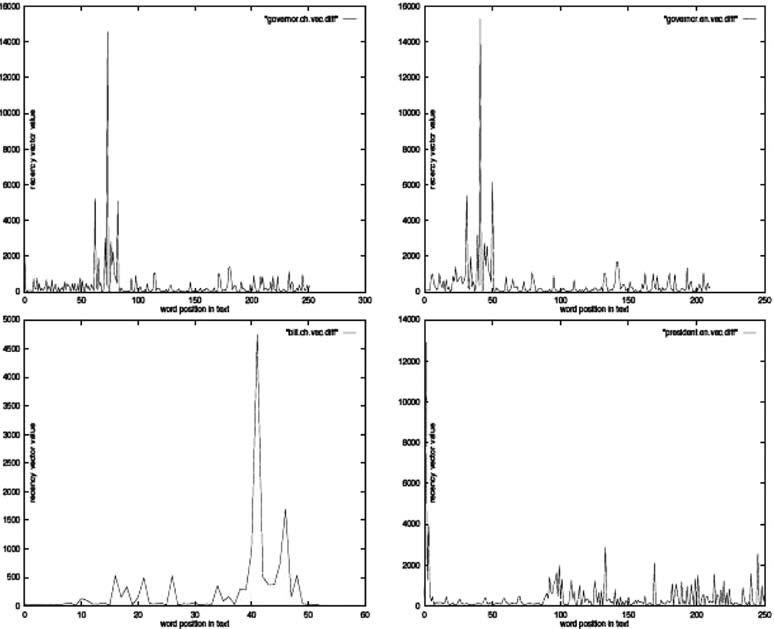 16000
14000
12000
10000
8000
6000
4000
2000
0
recency vector value
"governor.ch.vec.diff"
0 50 100 150 200 250 300
word position in text
16000
14000
12000
10000
8000
6000
4000
2000
0
recency vector value
"governor.en.vec.diff"
0 50 100 150 200 250
word position in text
5000
4500
4000
3500
3000
2500
2000
1500
1000
500
0
recency vector value
"bill.ch.vec.diff"
0 10 20 30 40 50 60
word position in text
14000
12000
10000
8000
6000
4000
2000
0
recency vector value
"president.en.vec.diff"
0 50 100 150 200 250
word position in text